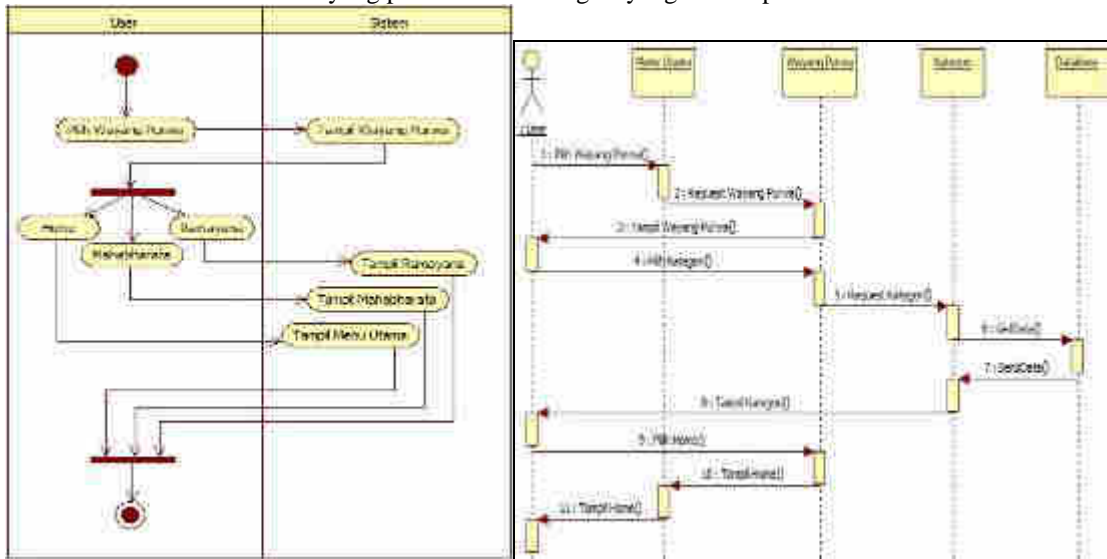 User Sistem
Pilih Wayang Purwa Tampil Wayang Purwa
Home Ramayana
Mahabharata
Tampil Ramayana
Tampil Mahabharata
Tampil Menu Utama
Menu Utama Wayang Purwa Database
: User
1 : Pilih Wayang Purwa()
2 : Request Wayang Purwa()
3 : Tampil Wayang Purwa()
4 : Pilih Kategori()
5 : Request Kategori()
6 : GetData()
7 : SendData()
8 : Tampil Kategori()
9 : Pilih Home()
10 : Tampil Home()
11 : Tampil Home()